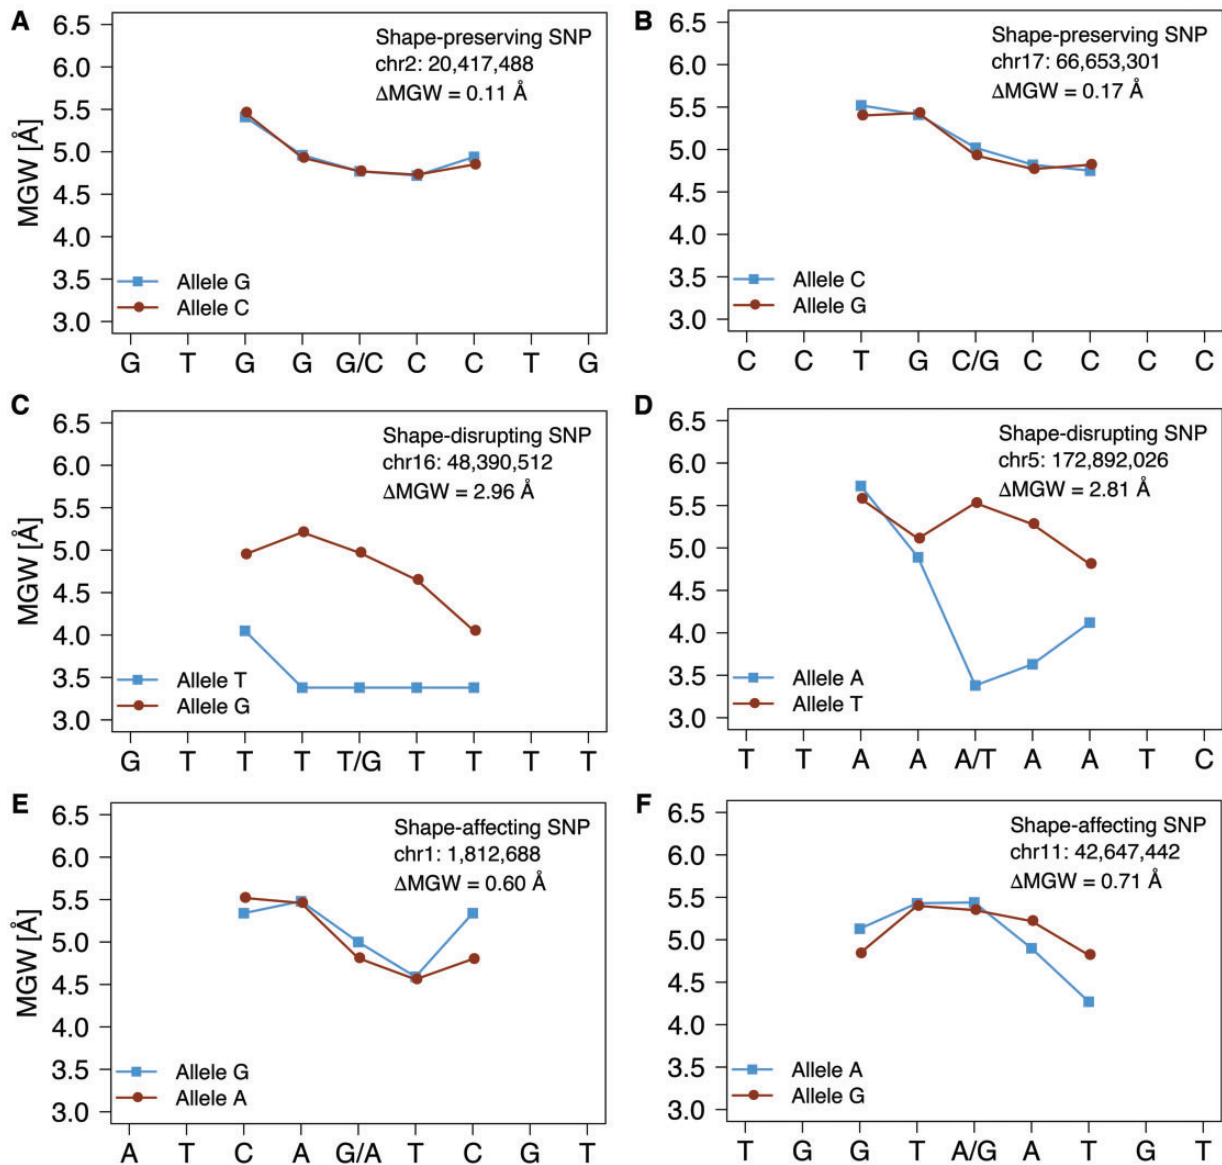 A
Shape-preserving SNP
chr2: 20,417,488
ΔMGW = 0.11 Å
MGW [Å]
6.5
6.0
5.5
5.0
4.5
4.0
3.5
3.0
Allele G
Allele C
G T G G G/C C C T G
B
Shape-preserving SNP
chr17: 66,653,301
ΔMGW = 0.17 Å
6.5
6.0
5.5
5.0
4.5
4.0
3.5
3.0
Allele C
Allele G
C C T G C/G C C C C
C
Shape-disrupting SNP
chr16: 48,390,512
ΔMGW = 2.96 Å
MGW [Å]
6.5
6.0
5.5
5.0
4.5
4.0
3.5
3.0
Allele T
Allele G
G T T T T/G T T T T
D
Shape-disrupting SNP
chr5: 172,892,026
ΔMGW = 2.81 Å
6.5
6.0
5.5
5.0
4.5
4.0
3.5
3.0
Allele A
Allele T
T T A A A/T A A T C
E
Shape-affecting SNP
chr1: 1,812,688
ΔMGW = 0.60 Å
MGW [Å]
6.5
6.0
5.5
5.0
4.5
4.0
3.5
3.0
Allele G
Allele A
A T C A G/A T C G T
F
Shape-affecting SNP
chr11: 42,647,442
ΔMGW = 0.71 Å
6.5
6.0
5.5
5.0
4.5
4.0
3.5
3.0
Allele A
Allele G
T G G T A/G A T G T